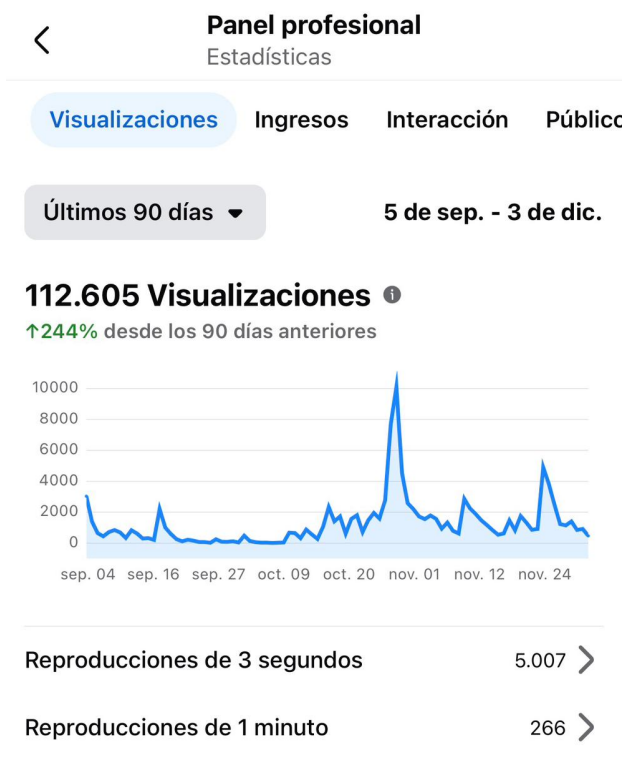 Panel profesional
Estadísticas
Visualizaciones Ingresos Interacción Público
Últimos 90 días 5 de sep. - 3 de dic.
112.605 Visualizaciones
↑244% desde los 90 días anteriores
10000
8000
6000
4000
2000
0
sep. 04 sep. 16 sep. 27 oct. 09 oct. 20 nov. 01 nov. 12 nov. 24
Reproducciones de 3 segundos 5.007
Reproducciones de 1 minuto 266